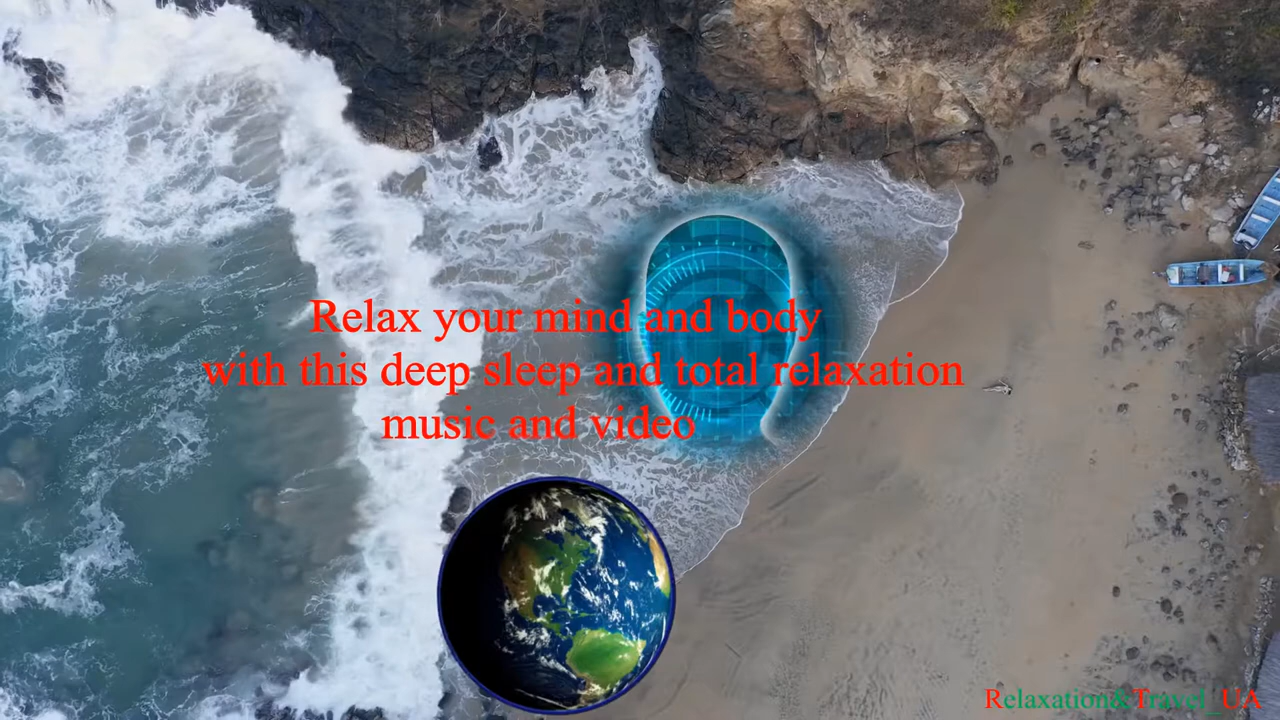 Relax your mind and body
with this deep sleep and total relaxation
music and video
Relaxation&Travel_UA